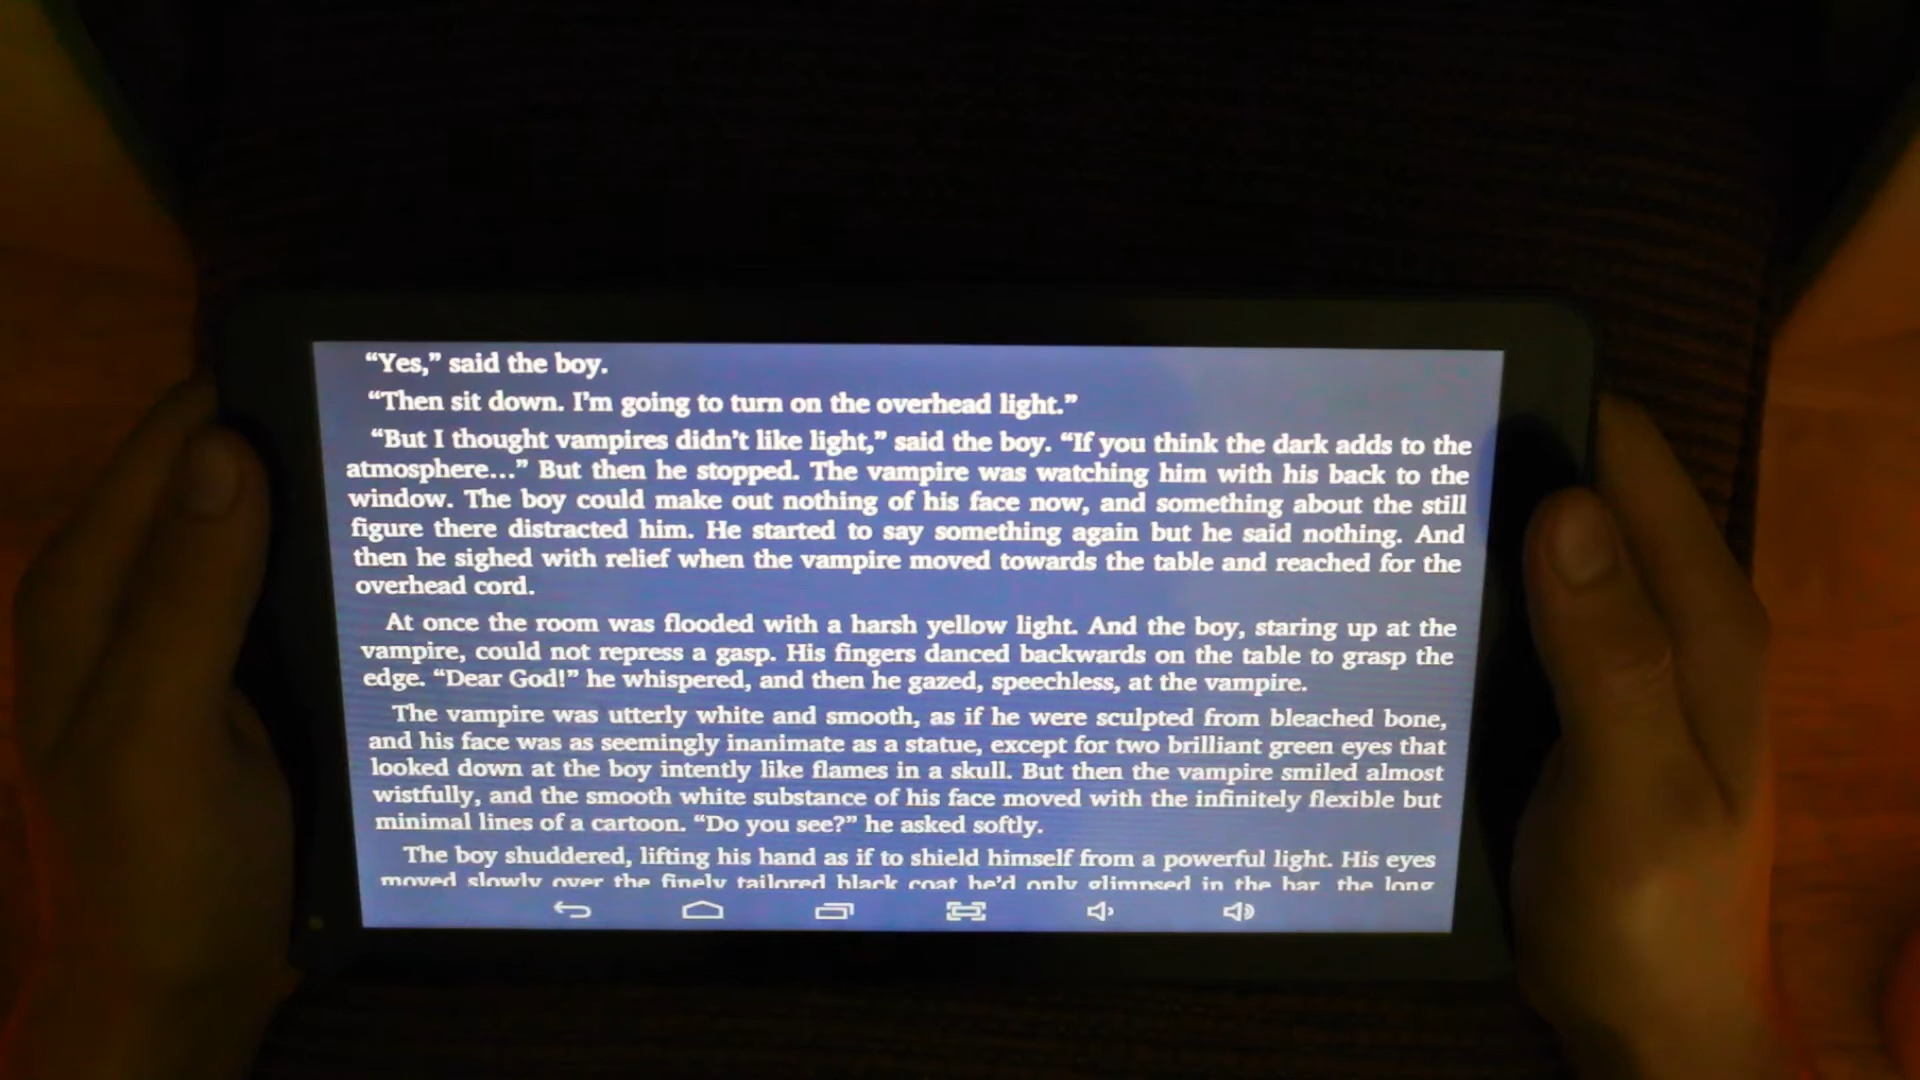 “Yes,” said the boy.
“Then sit down. I’m going to turn on the overhead light.”
“But I thought vampires didn’t like light,” said the boy. “If you think the dark adds to the
atmosphere...” But then he stopped. The vampire was watching him with his back to the
window. The boy could make out nothing of his face now, and something about the still
figure there distracted him. He started to say something again but he said nothing. And
then he sighed with relief when the vampire moved towards the table and reached for the
overhead cord.
At once the room was flooded with a harsh yellow light. And the boy, staring up at the
vampire, could not repress a gasp. His fingers danced backwards on the table to grasp the
edge. “Dear God!” he whispered, and then he gazed, speechless, at the vampire.
The vampire was utterly white and smooth, as if he were sculpted from bleached bone,
and his face was as seemingly inanimate as a statue, except for two brilliant green eyes that
looked down at the boy intently like flames in a skull. But then the vampire smiled almost
wistfully, and the smooth white substance of his face moved with the infinitely flexible but
minimal lines of a cartoon. “Do you see?” he asked softly.
The boy shuddered, lifting his hand as if to shield himself from a powerful light. His eyes
moved slowly over the finely tailored black coat he’d only glimpsed in the bar, the long